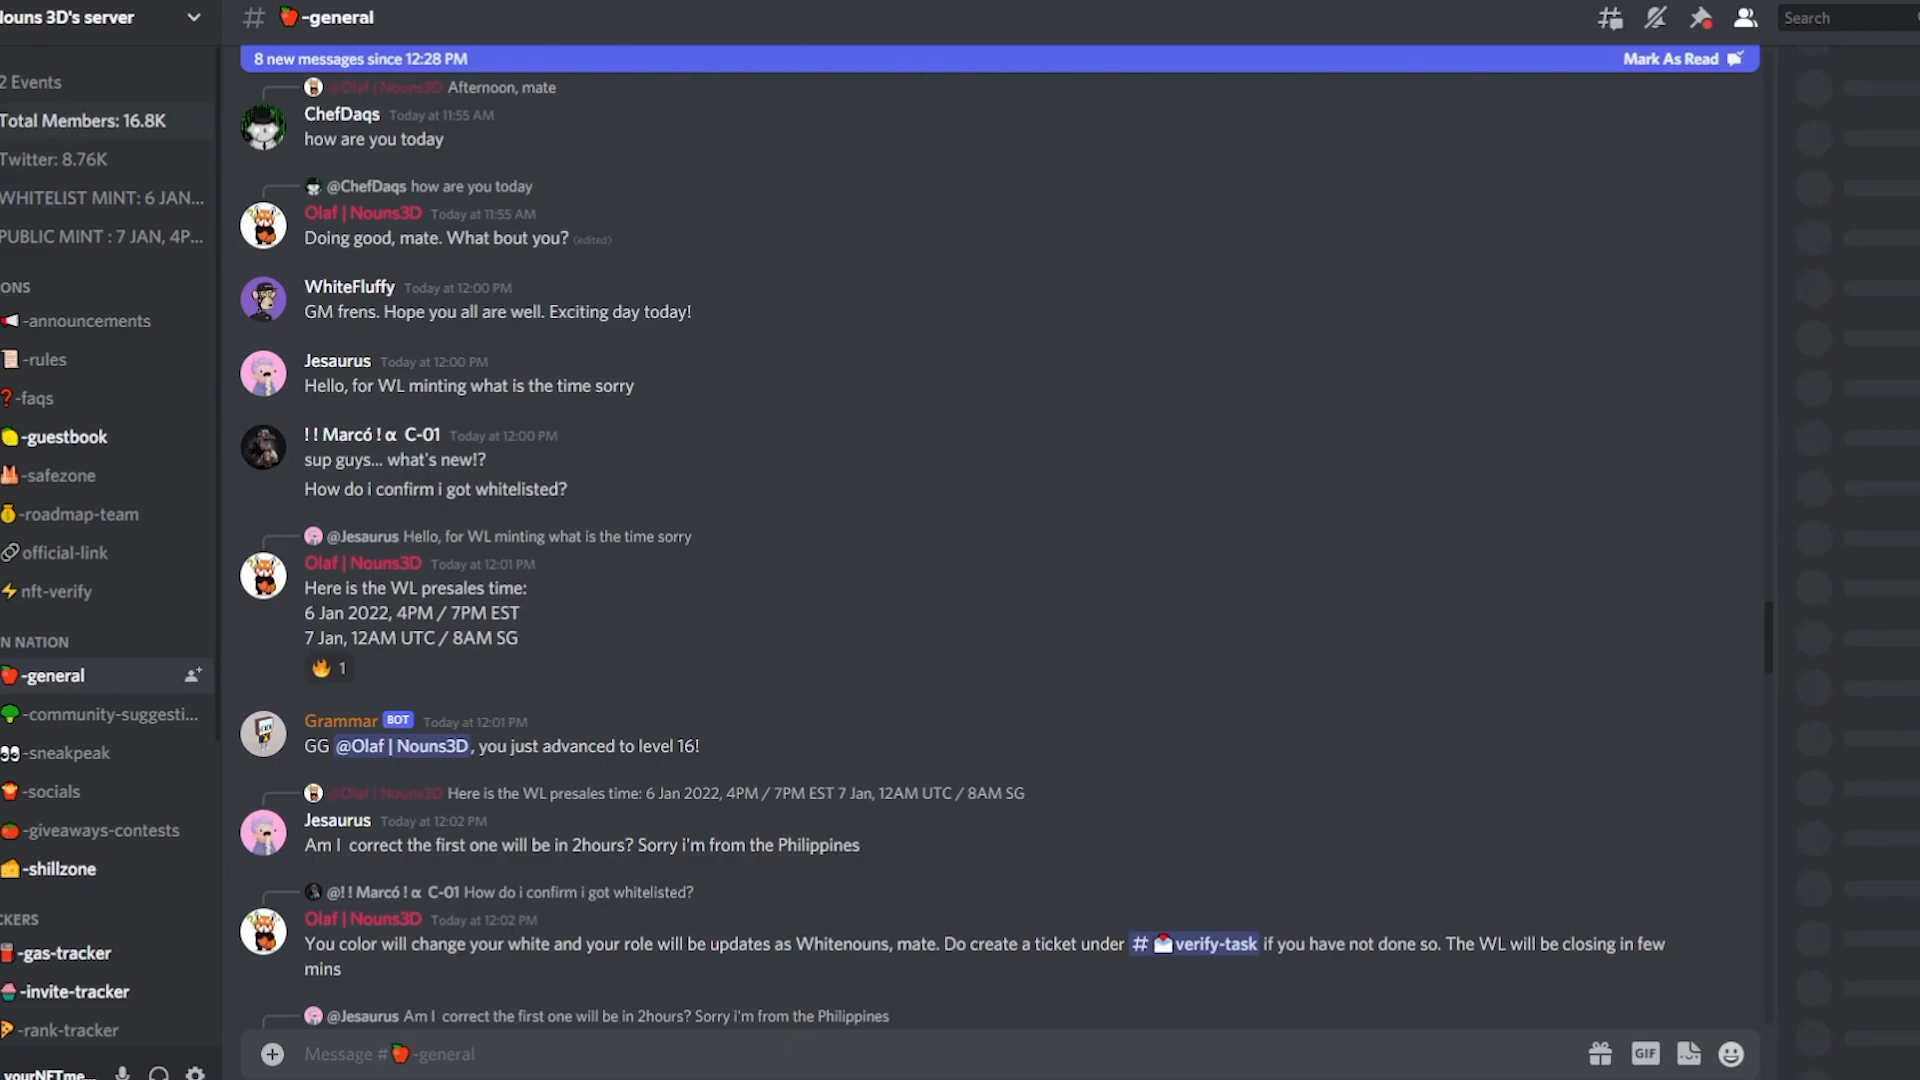 ouns 3D's server
# -general
Search
8 new messages since 12:28 PM
Mark As Read
2 Events
Total Members: 16.8K
Twitter: 8.76K
WHITELIST MINT: 6 JAN...
PUBLIC MINT : 7 JAN, 4P...
ONS
-announcements
-rules
-faqs
-guestbook
-safezone
-roadmap-team
official-link
nft-verify
N NATION
-general
-community-suggesti...
-sneakpeak
-socials
-giveaways-contests
-shillzone
CKERS
-gas-tracker
-invite-tracker
-rank-tracker
yourNFTme...
@Olaf | Nouns3D Afternoon, mate
ChefDaqs Today at 11:55 AM
how are you today
@ChefDaqs how are you today
Olaf | Nouns3D Today at 11:55 AM
Doing good, mate. What bout you? (edited)
WhiteFluffy Today at 12:00 PM
GM frens. Hope you all are well. Exciting day today!
Jesaurus Today at 12:00 PM
Hello, for WL minting what is the time sorry
! ! Marcó ! α C-01 Today at 12:00 PM
sup guys... what's new!?
How do i confirm i got whitelisted?
@Jesaurus Hello, for WL minting what is the time sorry
Olaf | Nouns3D Today at 12:01 PM
Here is the WL presales time:
6 Jan 2022, 4PM / 7PM EST
7 Jan, 12AM UTC / 8AM SG
🔥 1
Grammar BOT Today at 12:01 PM
GG @Olaf | Nouns3D, you just advanced to level 16!
@Olaf | Nouns3D Here is the WL presales time: 6 Jan 2022, 4PM / 7PM EST 7 Jan, 12AM UTC / 8AM SG
Jesaurus Today at 12:02 PM
Am I correct the first one will be in 2hours? Sorry i'm from the Philippines
@! ! Marcó ! α C-01 How do i confirm i got whitelisted?
Olaf | Nouns3D Today at 12:02 PM
You color will change your white and your role will be updates as Whitenouns, mate. Do create a ticket under # verify-task if you have not done so. The WL will be closing in few
mins
@Jesaurus Am I correct the first one will be in 2hours? Sorry i'm from the Philippines
Message # -general
GIF